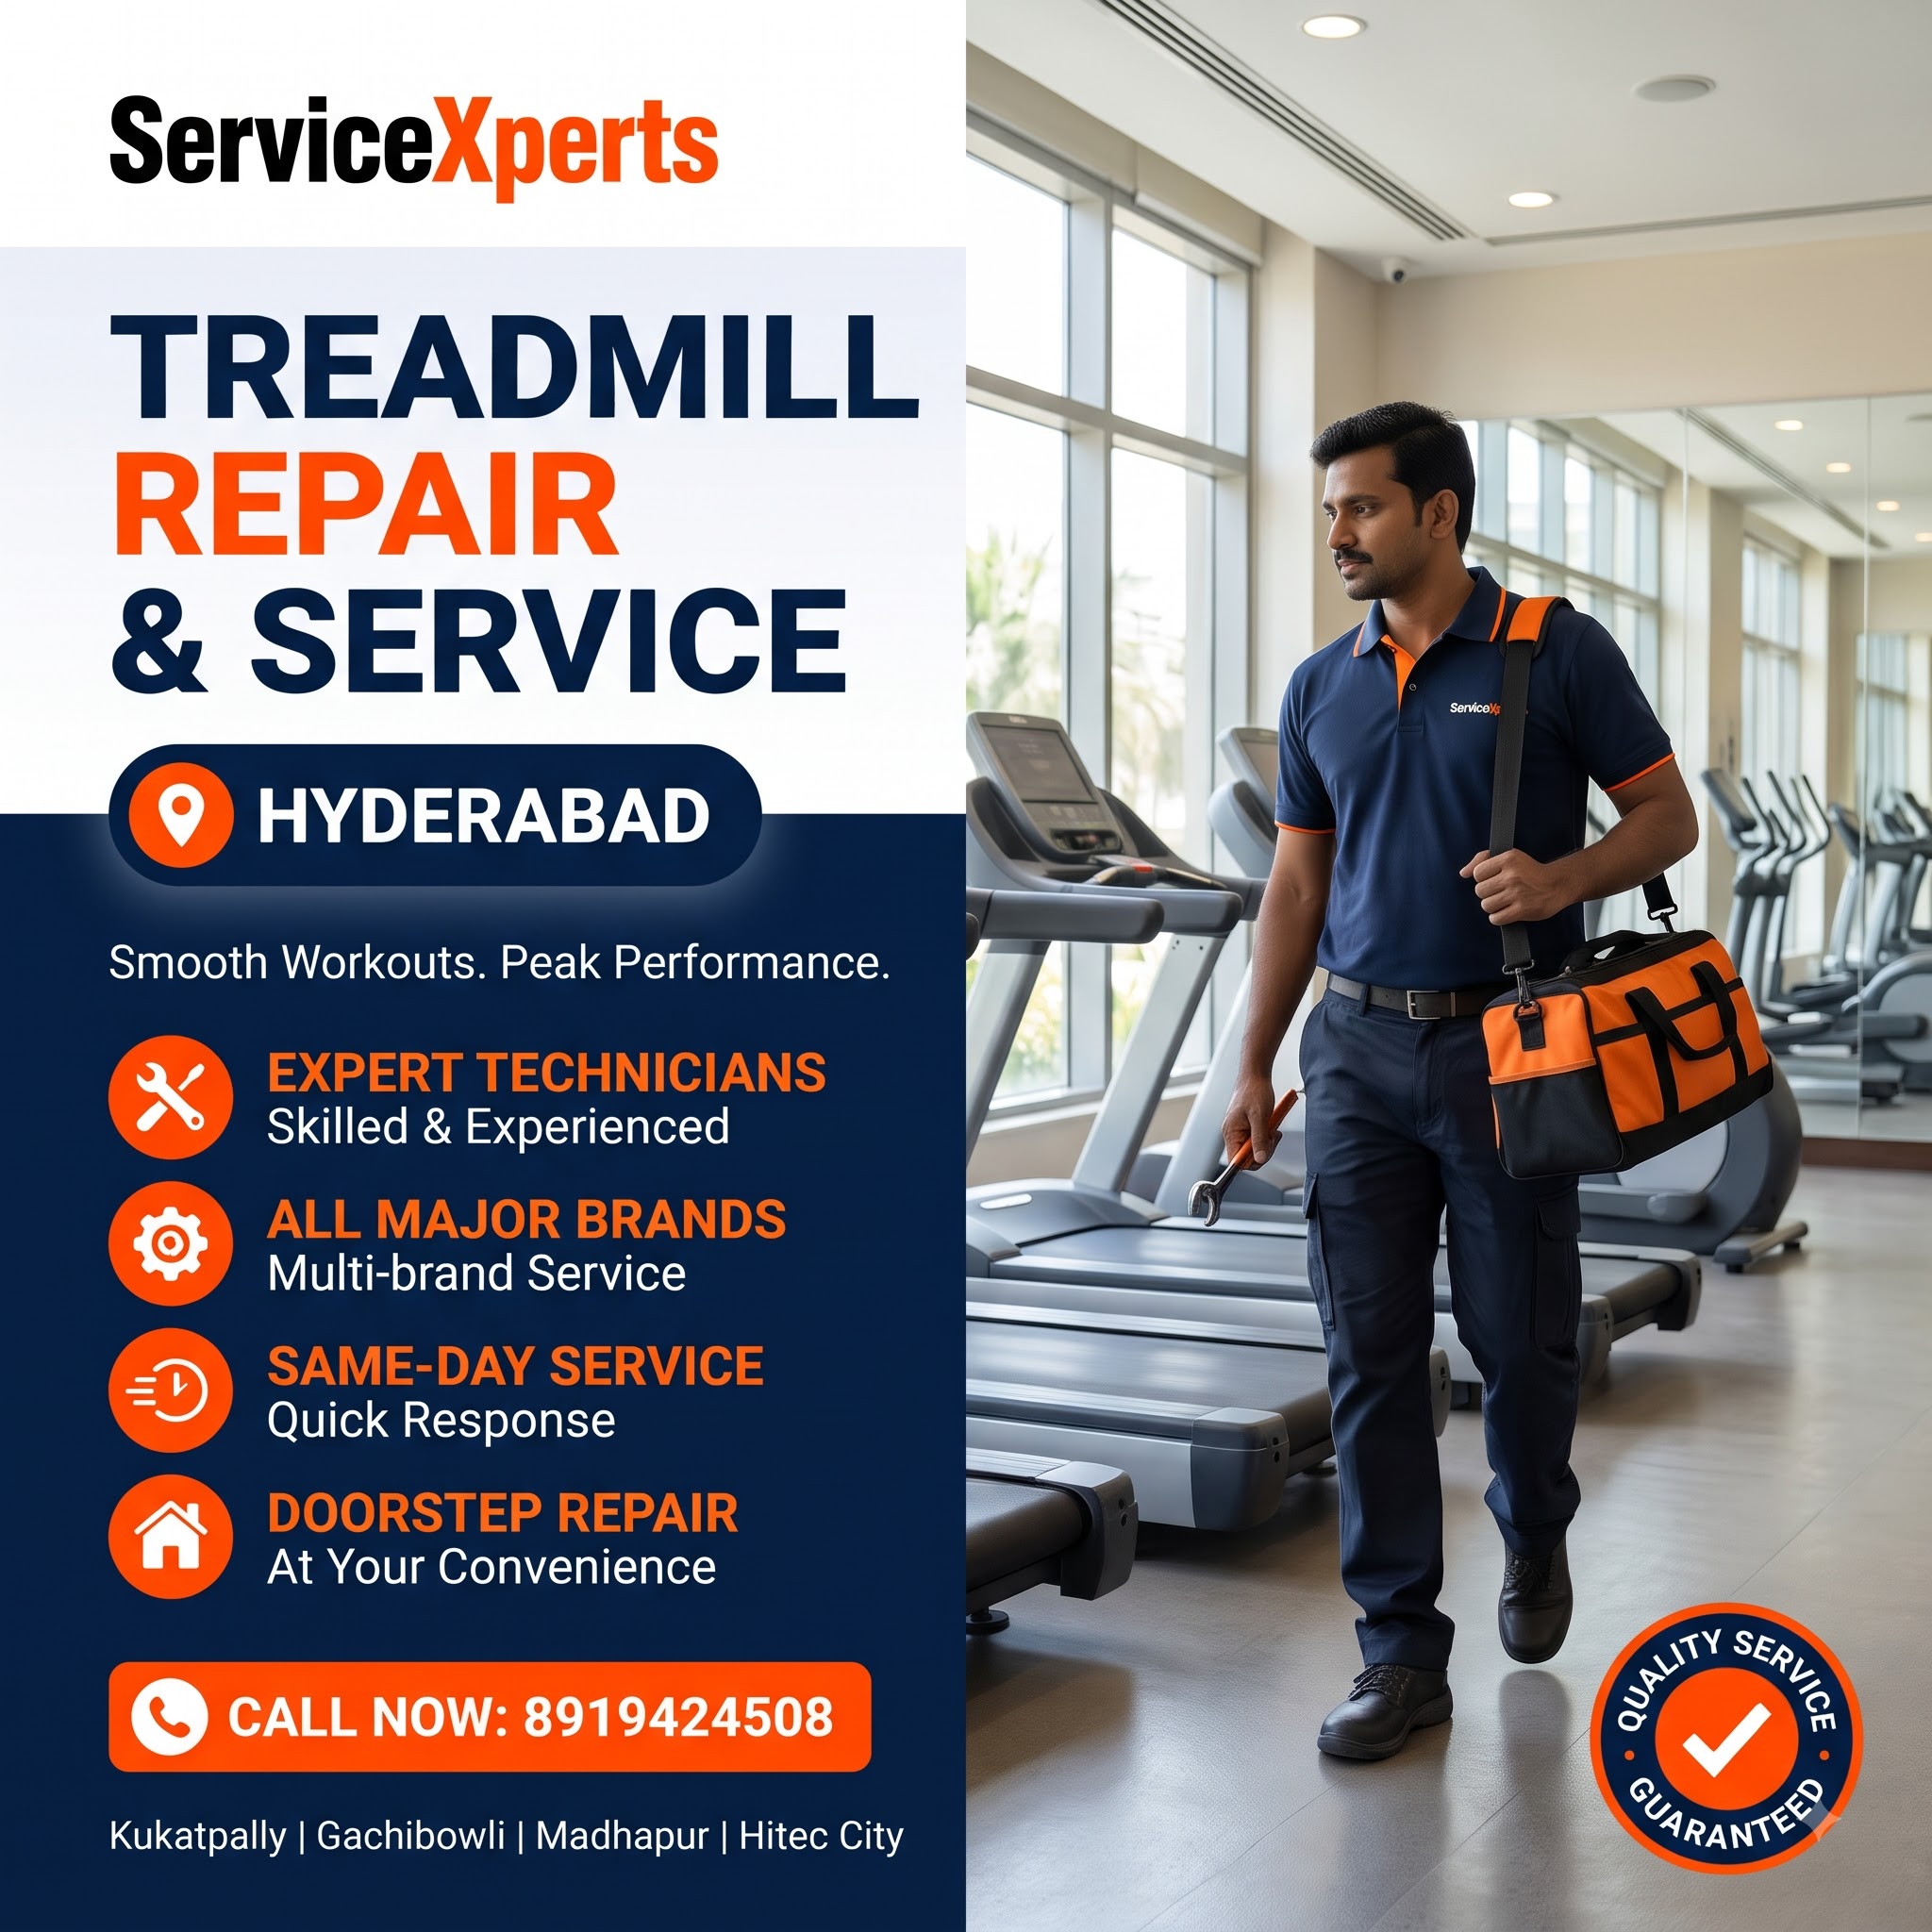 ServiceXperts
TREADMILL
REPAIR
& SERVICE
HYDERABAD
Smooth Workouts. Peak Performance.
EXPERT TECHNICIANS
Skilled & Experienced
ALL MAJOR BRANDS
Multi-brand Service
SAME-DAY SERVICE
Quick Response
DOORSTEP REPAIR
At Your Convenience
CALL NOW: 8919424508
Kukatpally | Gachibowli | Madhapur | Hitec City
ServiceXp
QUALITY SERVICE
GUARANTEED